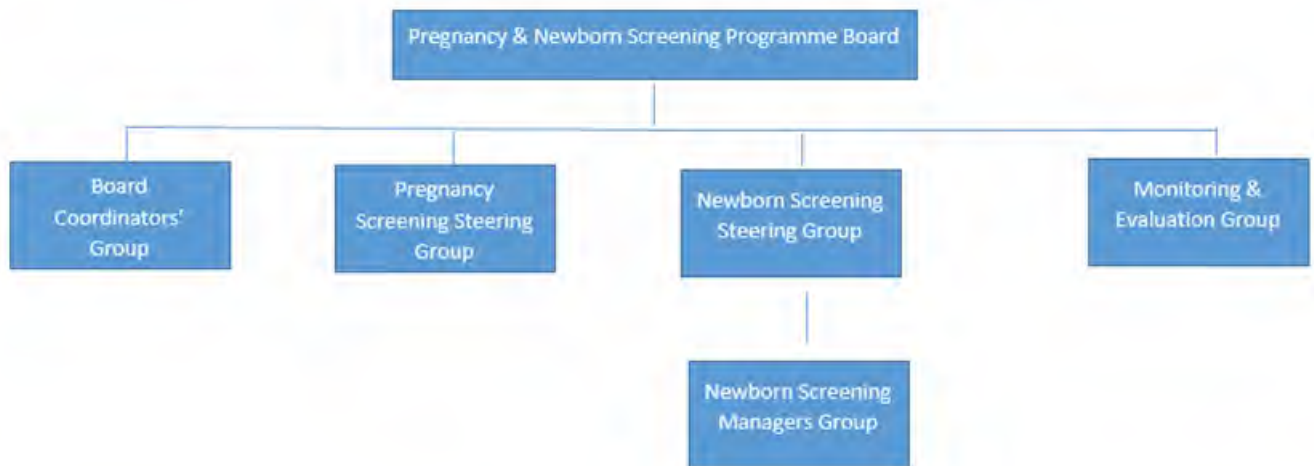 Pregnancy & Newborn Screening Programme Board
Board
Coordinators'
Group
Pregnancy
Screening Steering
Group
Newborn Screening
Steering Group
Monitoring &
Evaluation Group
Newborn Screening
Managers Group